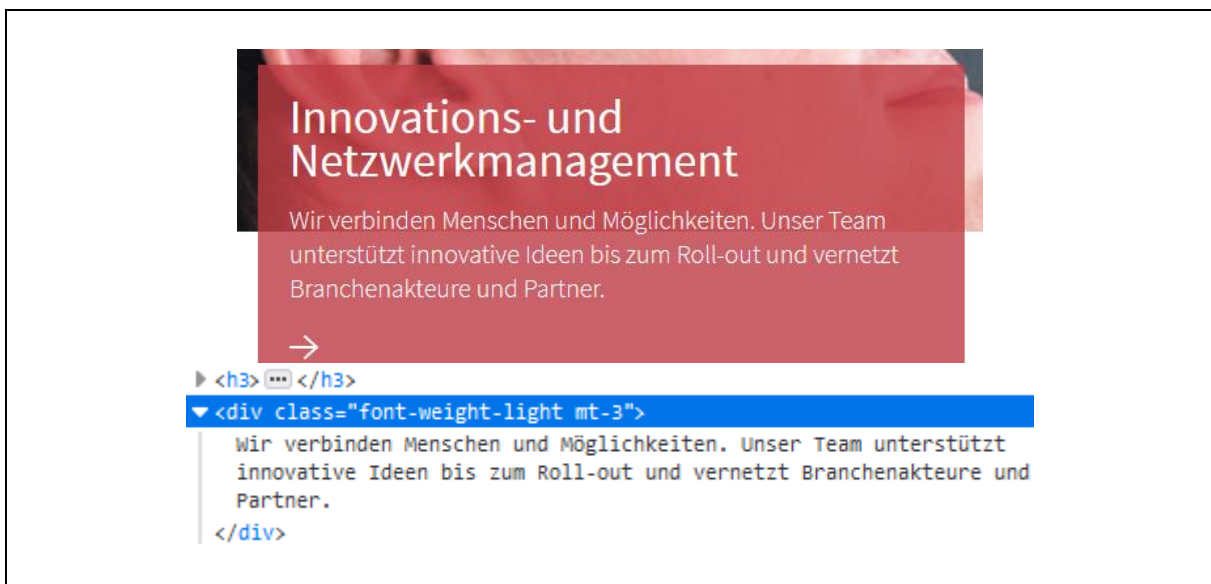 Innovations- und
Netzwerkmanagement
Wir verbinden Menschen und Möglichkeiten. Unser Team
unterstützt innovative Ideen bis zum Roll-out und vernetzt
Branchenakteure und Partner.
→
<h3> ••• </h3>
<div class="font-weight-light mt-3">
Wir verbinden Menschen und Möglichkeiten. Unser Team unterstützt
innovative Ideen bis zum Roll-out und vernetzt Branchenakteure und
Partner.
</div>